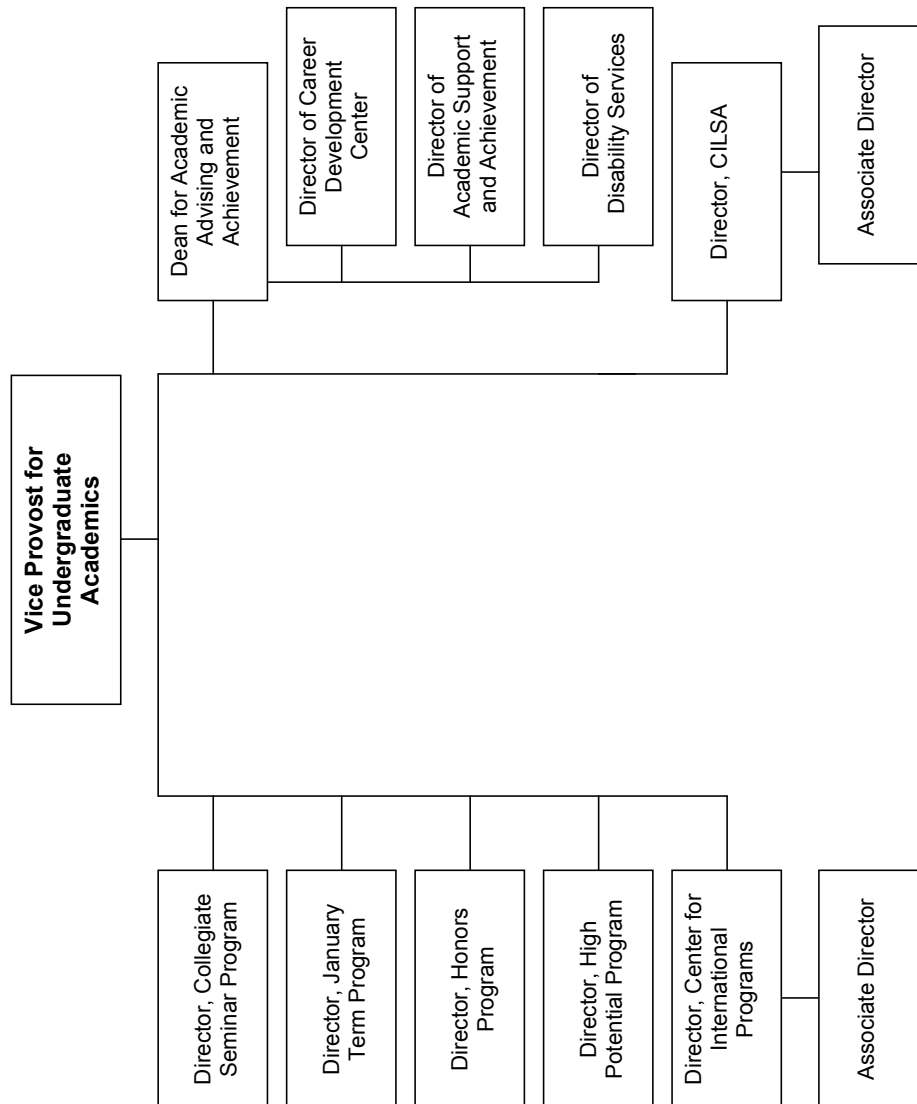 Vice Provost for
Undergraduate
Academics
Director, Collegiate
Seminar Program
Director, January
Term Program
Director, Honors
Program
Director, High
Potential Program
Director, Center for
International
Programs
Associate Director
Dean for Academic
Advising and
Achievement
Director of Career
Development
Center
Director of
Academic Support
and Achievement
Director of
Disability Services
Director, CILSA
Associate Director